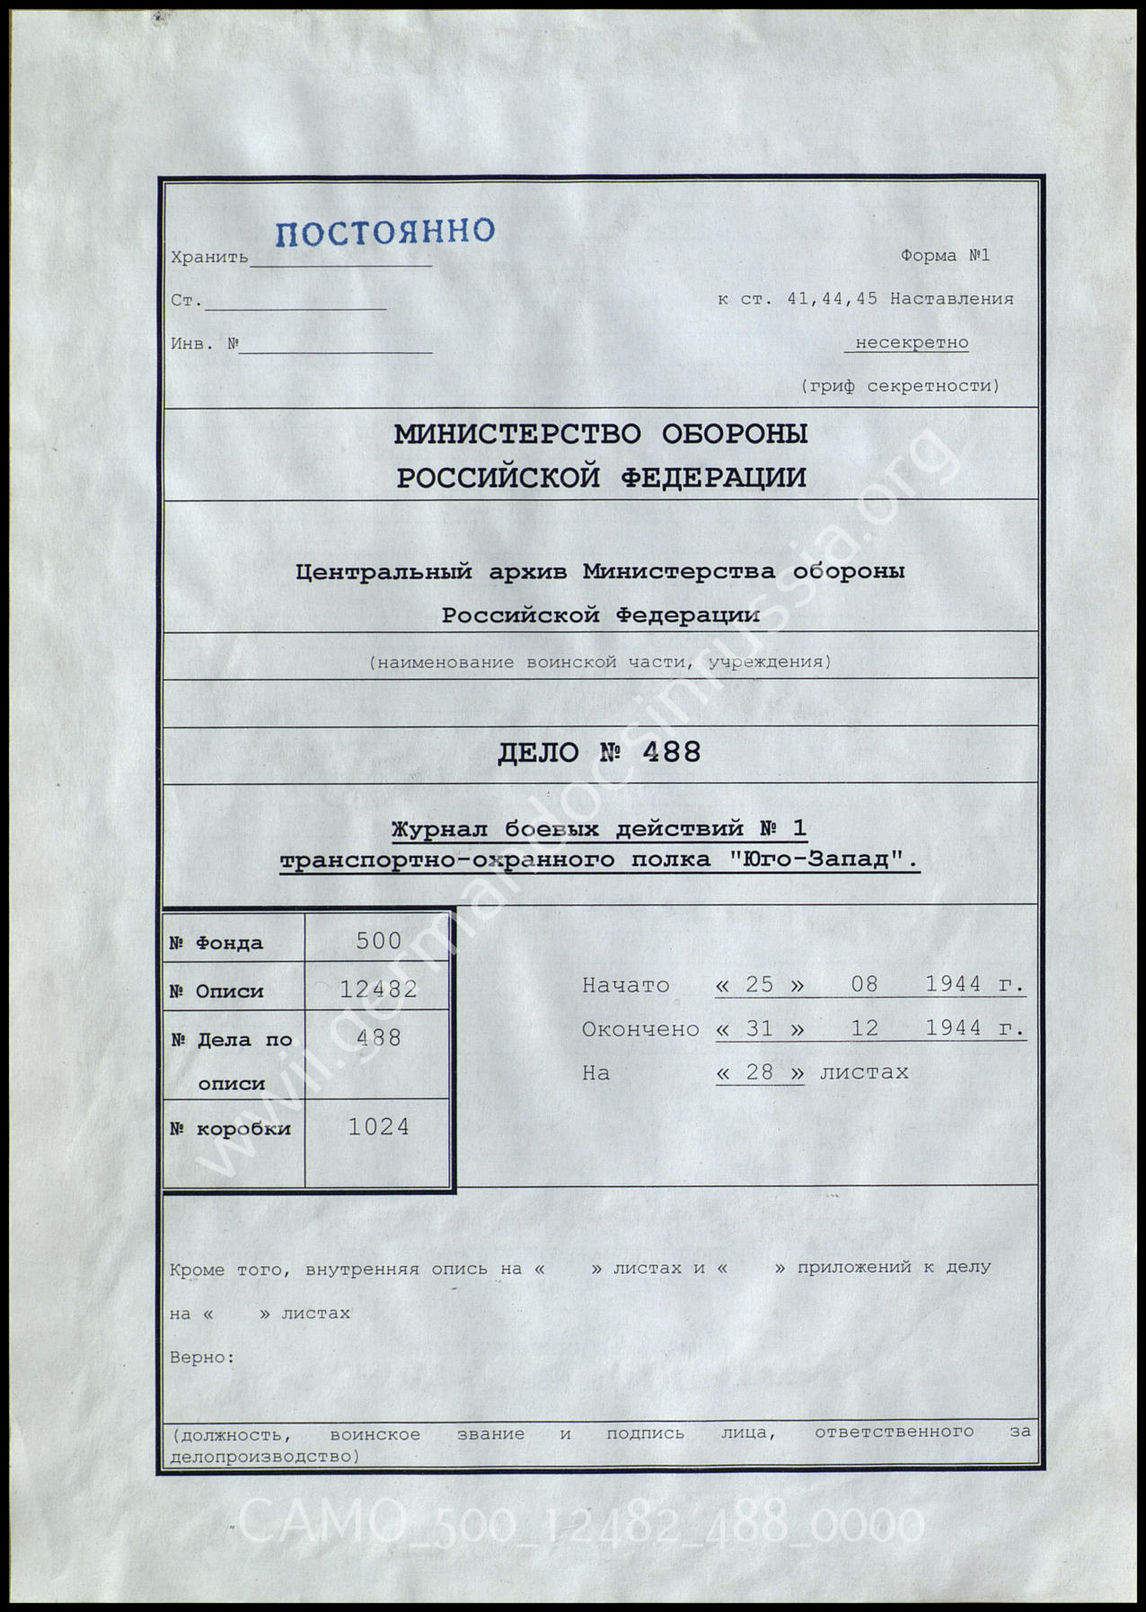 ПОСТОЯННО
Хранить
Форма №1
Ст.
к ст. 41,44,45 Наставления
Инв. №
несекретно
(гриф секретности)
МИНИСТЕРСТВО ОБОРОНЫ
РОССИЙСКОЙ ФЕДЕРАЦИИ
Центральный архив Министерства обороны
Российской Федерации
(наименование воинской части, учреждения)
ДЕЛО № 488
Журнал боевых действий № 1
транспортно-охранного полка "Юго-Запад".
№ Фонда 500
№ Описи 12482
№ Дела по 488
описи
№ коробки 1024
Начато « 25 » 08 1944 г.
Окончено « 31 » 12 1944 г.
На « 28 » листах
Кроме того, внутренняя опись на « » листах и « » приложений к делу
на « » листах
Верно:
(должность, воинское звание и подпись лица, ответственного за
делопроизводство)
wwii.germandocsinrussia.org
CAMO_500_12482_488_0000